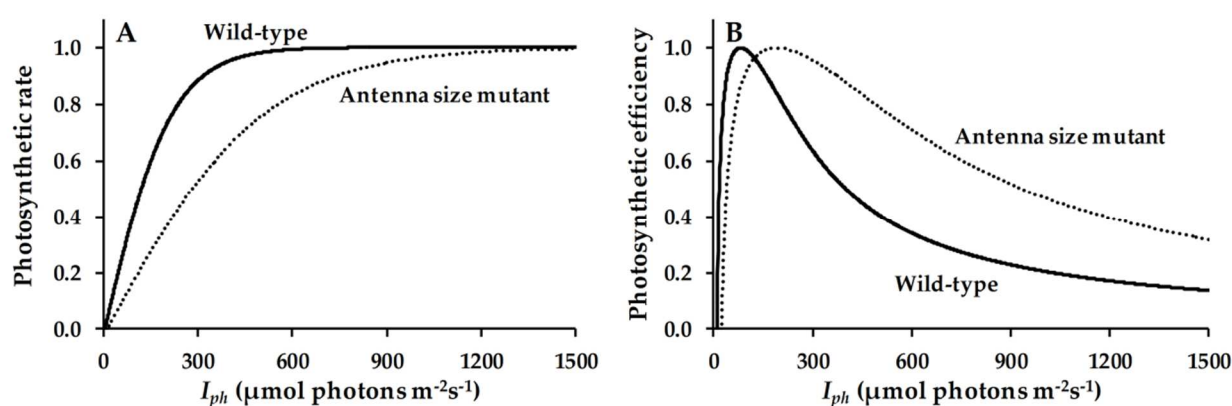 A
Wild-type
Antenna size mutant
Photosynthetic rate
1.0
0.8
0.6
0.4
0.2
0.0
0 300 600 900 1200 1500
I_ph (μmol photons m-2s-1)
B
Antenna size mutant
Wild-type
Photosynthetic efficiency
1.0
0.8
0.6
0.4
0.2
0.0
0 300 600 900 1200 1500
I_ph (μmol photons m-2s-1)